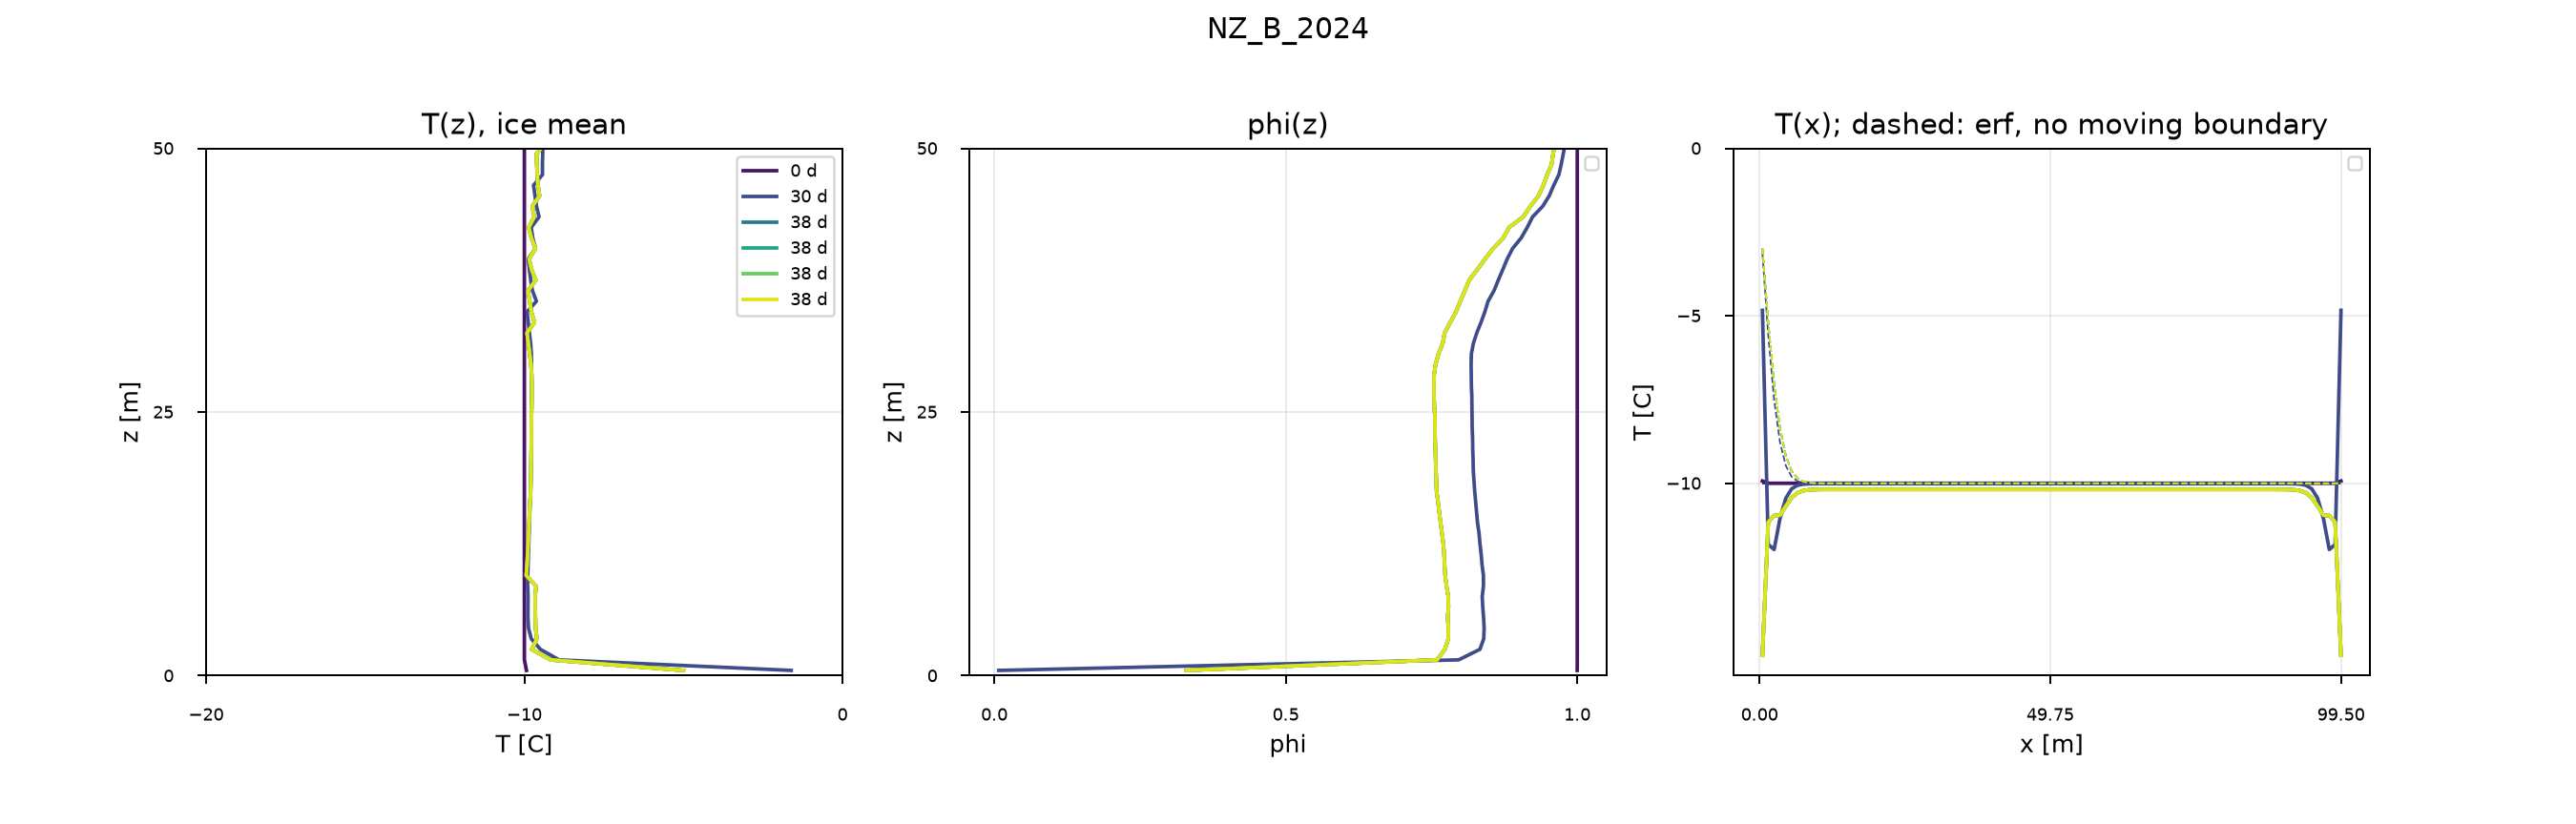 NZ_B_2024
T(z), ice mean
50
25
0
z [m]
−20
−10
0
T [C]
0 d
30 d
38 d
38 d
38 d
38 d
phi(z)
50
25
0
z [m]
0.0
0.5
1.0
phi
T(x); dashed: erf, no moving boundary
0
−5
−10
T [C]
0.00
49.75
99.50
x [m]